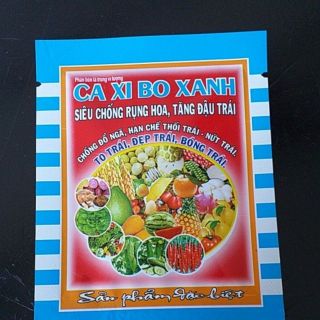 Phân bón lá trung vi lượng
CA XI BO XANH
SIÊU CHỐNG RỤNG HOA, TĂNG ĐẬU TRÁI
CHỐNG ĐỔ NGÃ, HẠN CHẾ THỐI TRÁI - NỨT TRÁI,
TO TRÁI, ĐẸP TRÁI, BÓNG TRÁI
Sản phẩm đặc biệt